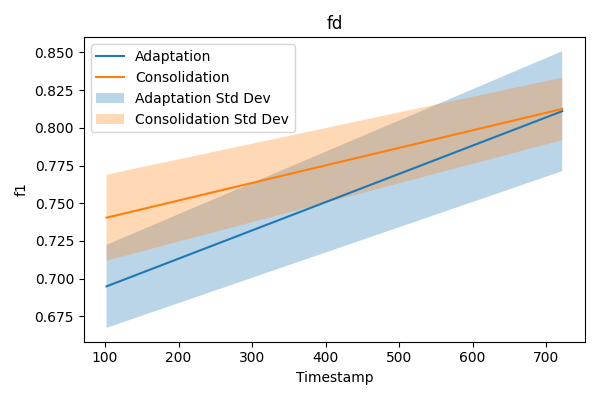 fd
Adaptation
Consolidation
Adaptation Std Dev
Consolidation Std Dev
0.850
0.825
0.800
0.775
0.750
0.725
0.700
0.675
f1
100 200 300 400 500 600 700
Timestamp